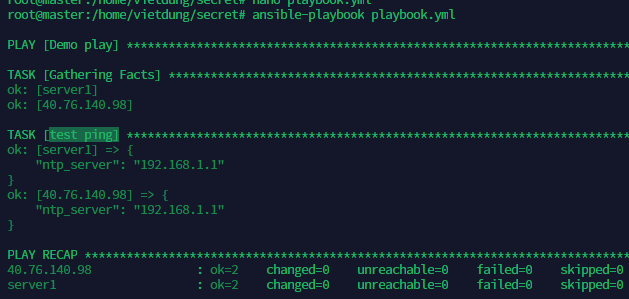 root@master:/home/vietdung/secret# nano playbook.yml
root@master:/home/vietdung/secret# ansible-playbook playbook.yml
PLAY [Demo play] ************************************************************************
TASK [Gathering Facts] ******************************************************************
ok: [server1]
ok: [40.76.140.98]
TASK [test ping] ************************************************************************
ok: [server1] => {
    "ntp_server": "192.168.1.1"
}
ok: [40.76.140.98] => {
    "ntp_server": "192.168.1.1"
}
PLAY RECAP ******************************************************************************
40.76.140.98               : ok=2    changed=0    unreachable=0    failed=0    skipped=0
server1                    : ok=2    changed=0    unreachable=0    failed=0    skipped=0